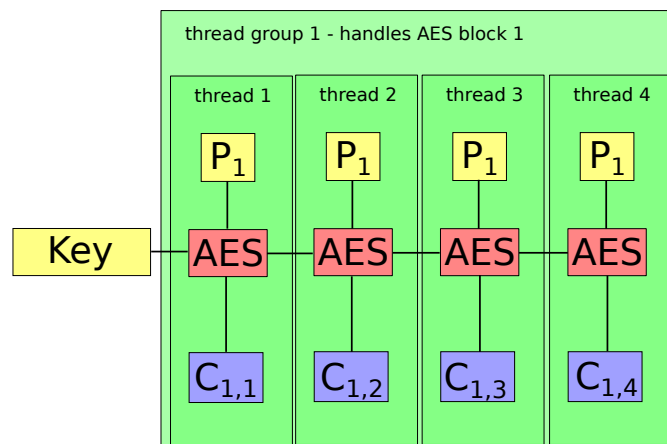 thread group 1 - handles AES block 1
thread 1 thread 2 thread 3 thread 4
P₁ P₁ P₁ P₁
Key AES AES AES AES
C₁,₁ C₁,₂ C₁,₃ C₁,₄